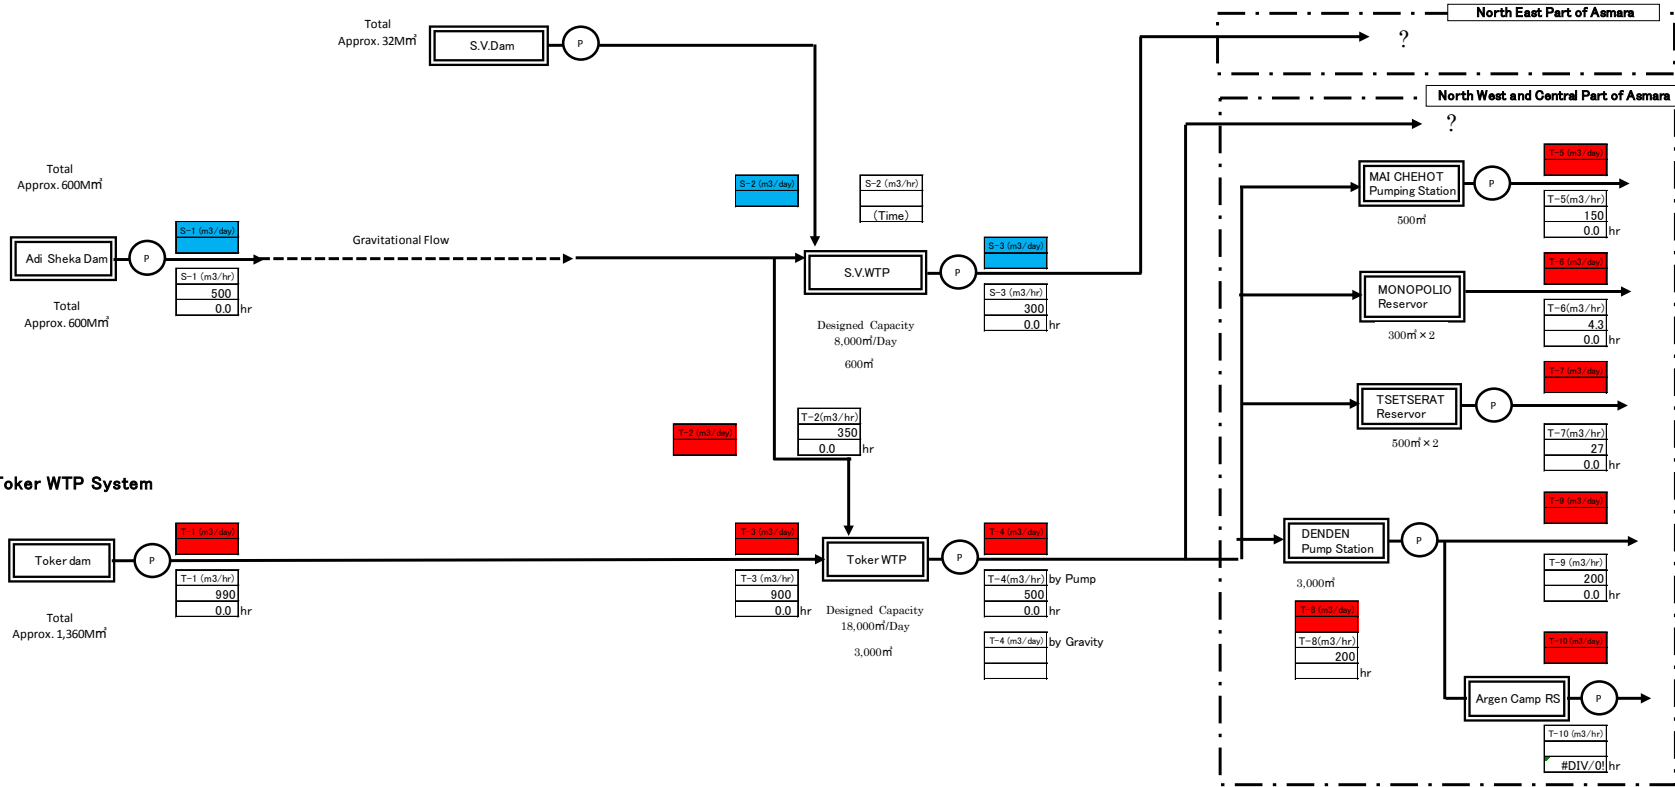 North East Part of Asmara
Total
Approx. 32M㎥
S.V.Dam
P
?
North West and Central Part of Asmara
?
Total
Approx. 600M㎥
T-5 (m3/day)
MAI CHEHOT
Pumping Station
P
500㎥
T-5(m3/hr)
150
0.0 hr
S-2 (m3/day)
S-2 (m3/hr)
(Time)
S-1 (m3/day)
Gravitational Flow
Adi Sheka Dam
P
S-1 (m3/hr)
500
0.0 hr
Total
Approx. 600M㎥
S.V.WTP
P
S-3 (m3/day)
S-3 (m3/hr)
300
0.0 hr
Designed Capacity
8,000㎥/Day
600㎥
T-6 (m3/day)
MONOPOLIO
Reservor
300㎥×2
T-6(m3/hr)
4.3
0.0 hr
T-7 (m3/day)
TSETSERAT
Reservor
P
500㎥×2
T-7(m3/hr)
27
0.0 hr
T-2 (m3/day)
T-2(m3/hr)
350
0.0 hr
Toker WTP System
T-1 (m3/day)
Toker dam
P
T-1 (m3/hr)
990
0.0 hr
Total
Approx. 1,360M㎥
T-3 (m3/day)
T-3 (m3/hr)
900
0.0 hr
Toker WTP
P
Designed Capacity
18,000㎥/Day
3,000㎥
T-4 (m3/day)
T-4(m3/hr) by Pump
500
0.0 hr
T-4 (m3/day) by Gravity
T-9 (m3/day)
DENDEN
Pump Station
P
3,000㎥
T-9 (m3/hr)
200
0.0 hr
T-8 (m3/day)
T-8(m3/hr)
200
hr
T-10 (m3/day)
Argen Camp RS
P
T-10 (m3/hr)
#DIV/0! hr